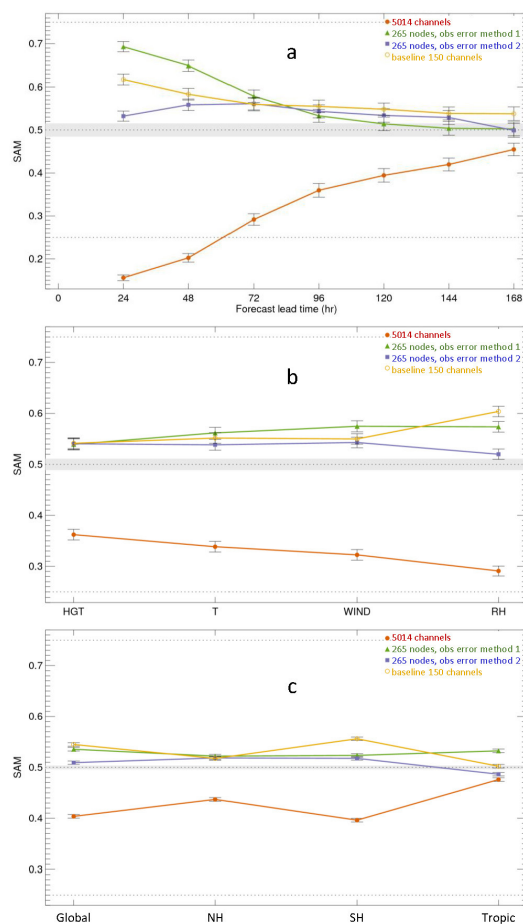 a
5014 channels
265 nodes, obs error method 1
265 nodes, obs error method 2
baseline 150 channels
0.7
0.6
0.5
0.4
0.3
0.2
SAM
0 24 48 72 96 120 144 168
Forecast lead time (hr)
b
5014 channels
265 nodes, obs error method 1
265 nodes, obs error method 2
baseline 150 channels
0.7
0.6
0.5
0.4
0.3
SAM
HGT T WIND RH
c
5014 channels
265 nodes, obs error method 1
265 nodes, obs error method 2
baseline 150 channels
0.7
0.6
0.5
0.4
0.3
SAM
Global NH SH Tropic